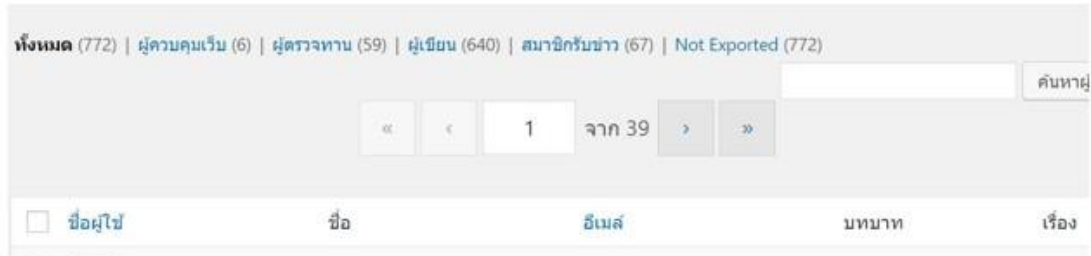 ทั้งหมด (772) | ผู้ควบคุมเว็บ (6) | ผู้ตรวจทาน (59) | ผู้เขียน (640) | สมาชิกรับข่าว (67) | Not Exported (772)
ค้นหาผู้
« ‹ 1 จาก 39 › »
ชื่อผู้ใช้ ชื่อ อีเมล์ บทบาท เรื่อง